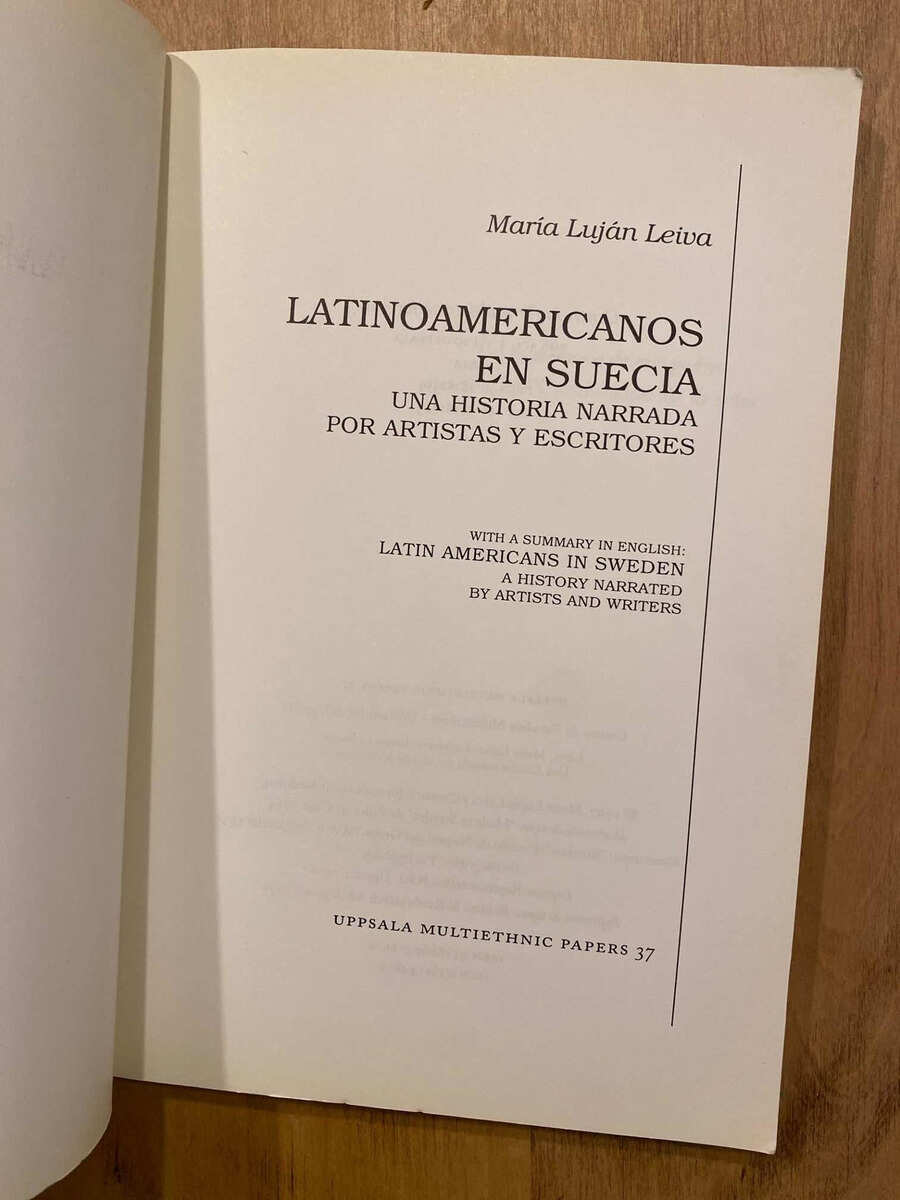 María Luján Leiva
LATINOAMERICANOS
EN SUECIA
UNA HISTORIA NARRADA
POR ARTISTAS Y ESCRITORES
WITH A SUMMARY IN ENGLISH:
LATIN AMERICANS IN SWEDEN
A HISTORY NARRATED
BY ARTISTS AND WRITERS
UPPSALA MULTIETHNIC PAPERS 37